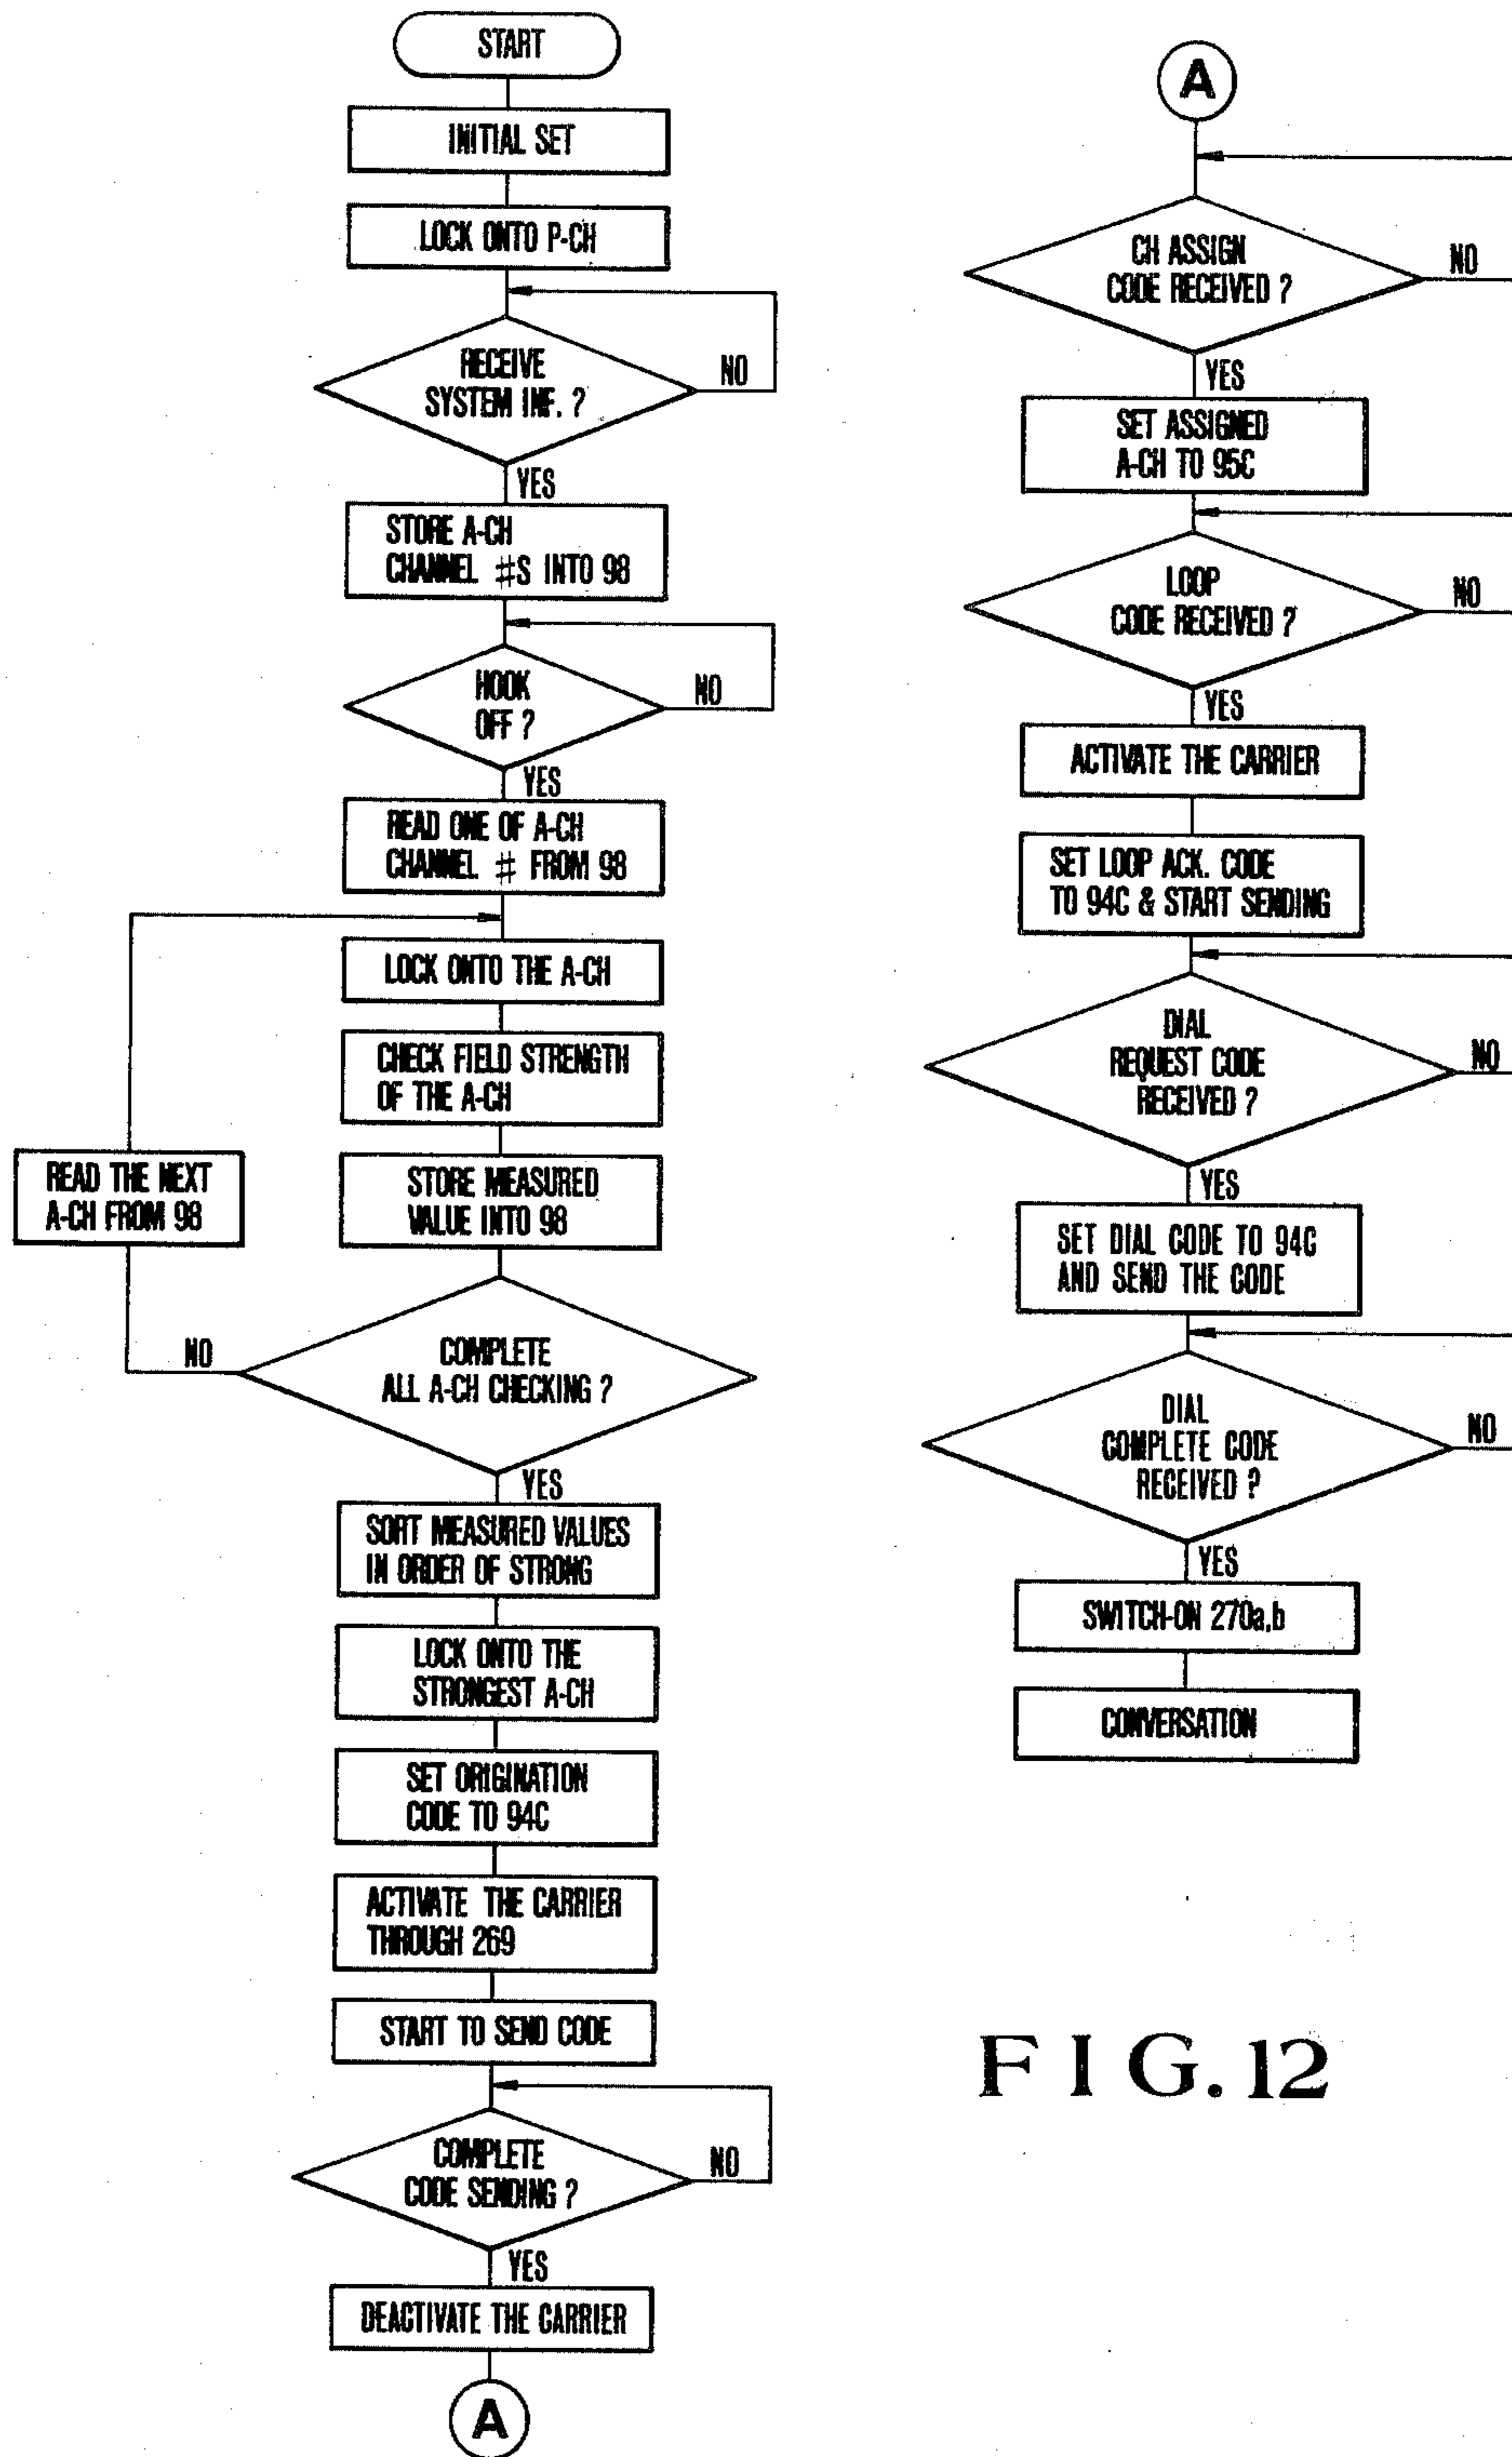 START
INITIAL SET
LOCK ONTO P-CH
RECEIVE
SYSTEM INF. ?
NO
YES
STORE A-CH
CHANNEL #S INTO 98
HOOK
OFF ?
NO
YES
READ ONE OF A-CH
CHANNEL # FROM 98
LOCK ONTO THE A-CH
CHECK FIELD STRENGTH
OF THE A-CH
READ THE NEXT
A-CH FROM 98
STORE MEASURED
VALUE INTO 98
NO
COMPLETE
ALL A-CH CHECKING ?
YES
SORT MEASURED VALUES
IN ORDER OF STRONG
LOCK ONTO THE
STRONGEST A-CH
SET ORIGINATION
CODE TO 94C
ACTIVATE THE CARRIER
THROUGH 269
START TO SEND CODE
COMPLETE
CODE SENDING ?
NO
YES
DEACTIVATE THE CARRIER
A
A
CH ASSIGN
CODE RECEIVED ?
NO
YES
SET ASSIGNED
A-CH TO 95C
LOOP
CODE RECEIVED ?
NO
YES
ACTIVATE THE CARRIER
SET LOOP ACK. CODE
TO 94C & START SENDING
DIAL
REQUEST CODE
RECEIVED ?
NO
YES
SET DIAL CODE TO 94C
AND SEND THE CODE
DIAL
COMPLETE CODE
RECEIVED ?
NO
YES
SWITCH-ON 270a,b
CONVERSATION
FIG.12